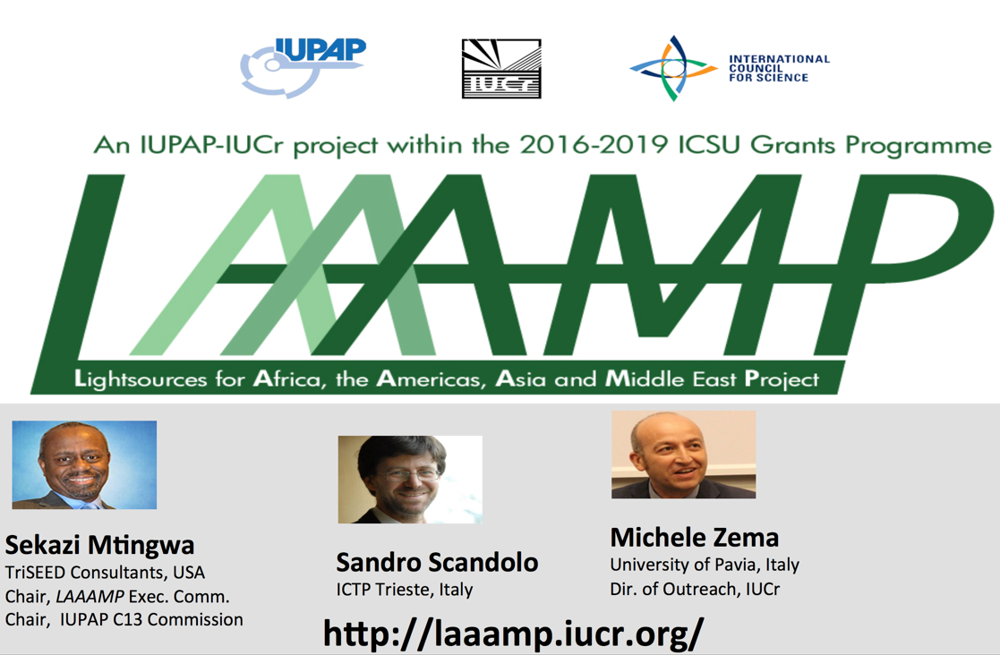 IUPAP
IUCr
INTERNATIONAL
COUNCIL
FOR SCIENCE
An IUPAP-IUCr project within the 2016-2019 ICSU Grants Programme
LAAAMP
Lightsources for Africa, the Americas, Asia and Middle East Project
Sekazi Mtingwa
TriSEED Consultants, USA
Chair, LAAAMP Exec. Comm.
Chair, IUPAP C13 Commission
Sandro Scandolo
ICTP Trieste, Italy
Michele Zema
University of Pavia, Italy
Dir. of Outreach, IUCr
http://laaamp.iucr.org/